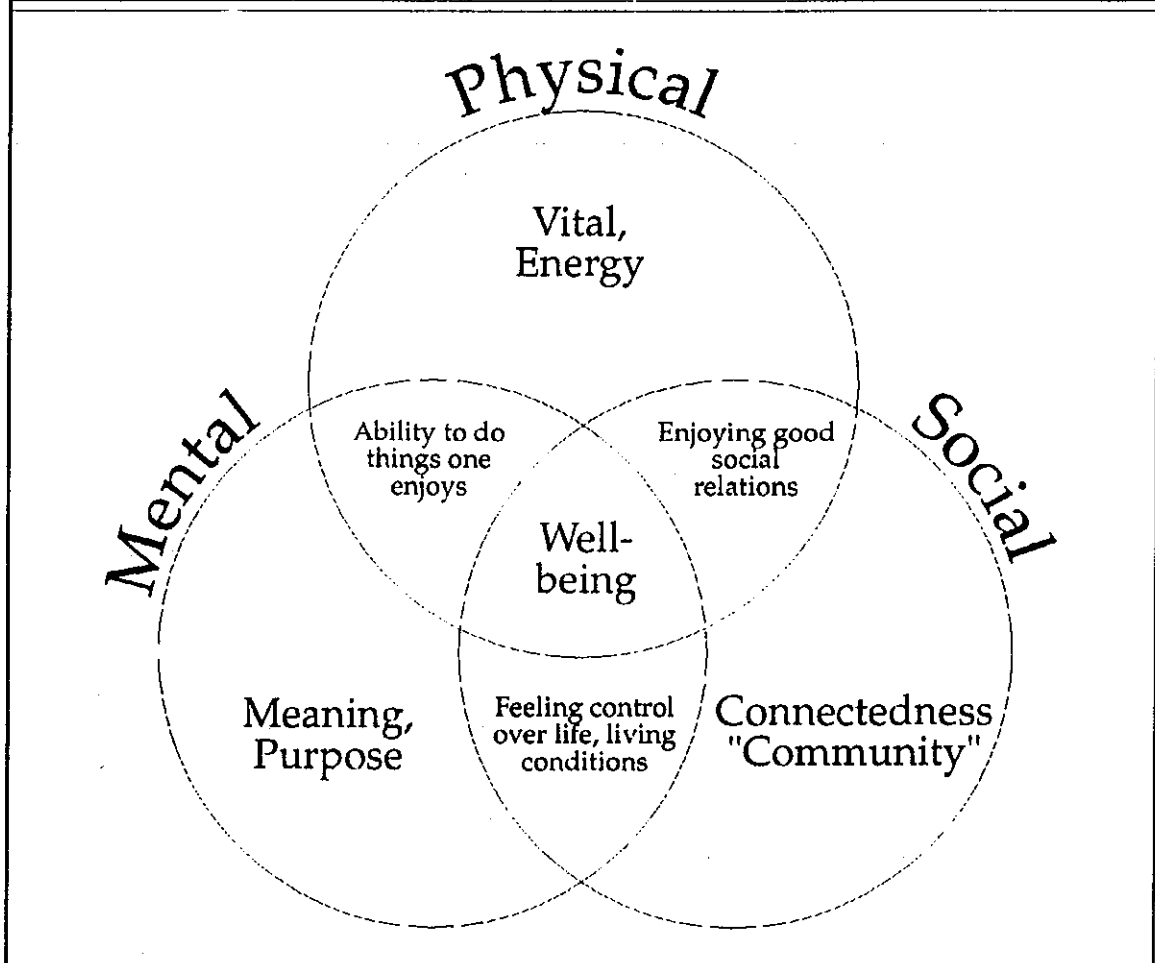 Physical
Vital,
Energy
Mental
Social
Ability to do
things one
enjoys
Enjoying good
social
relations
Well-
being
Meaning,
Purpose
Feeling control
over life, living
conditions
Connectedness
"Community"